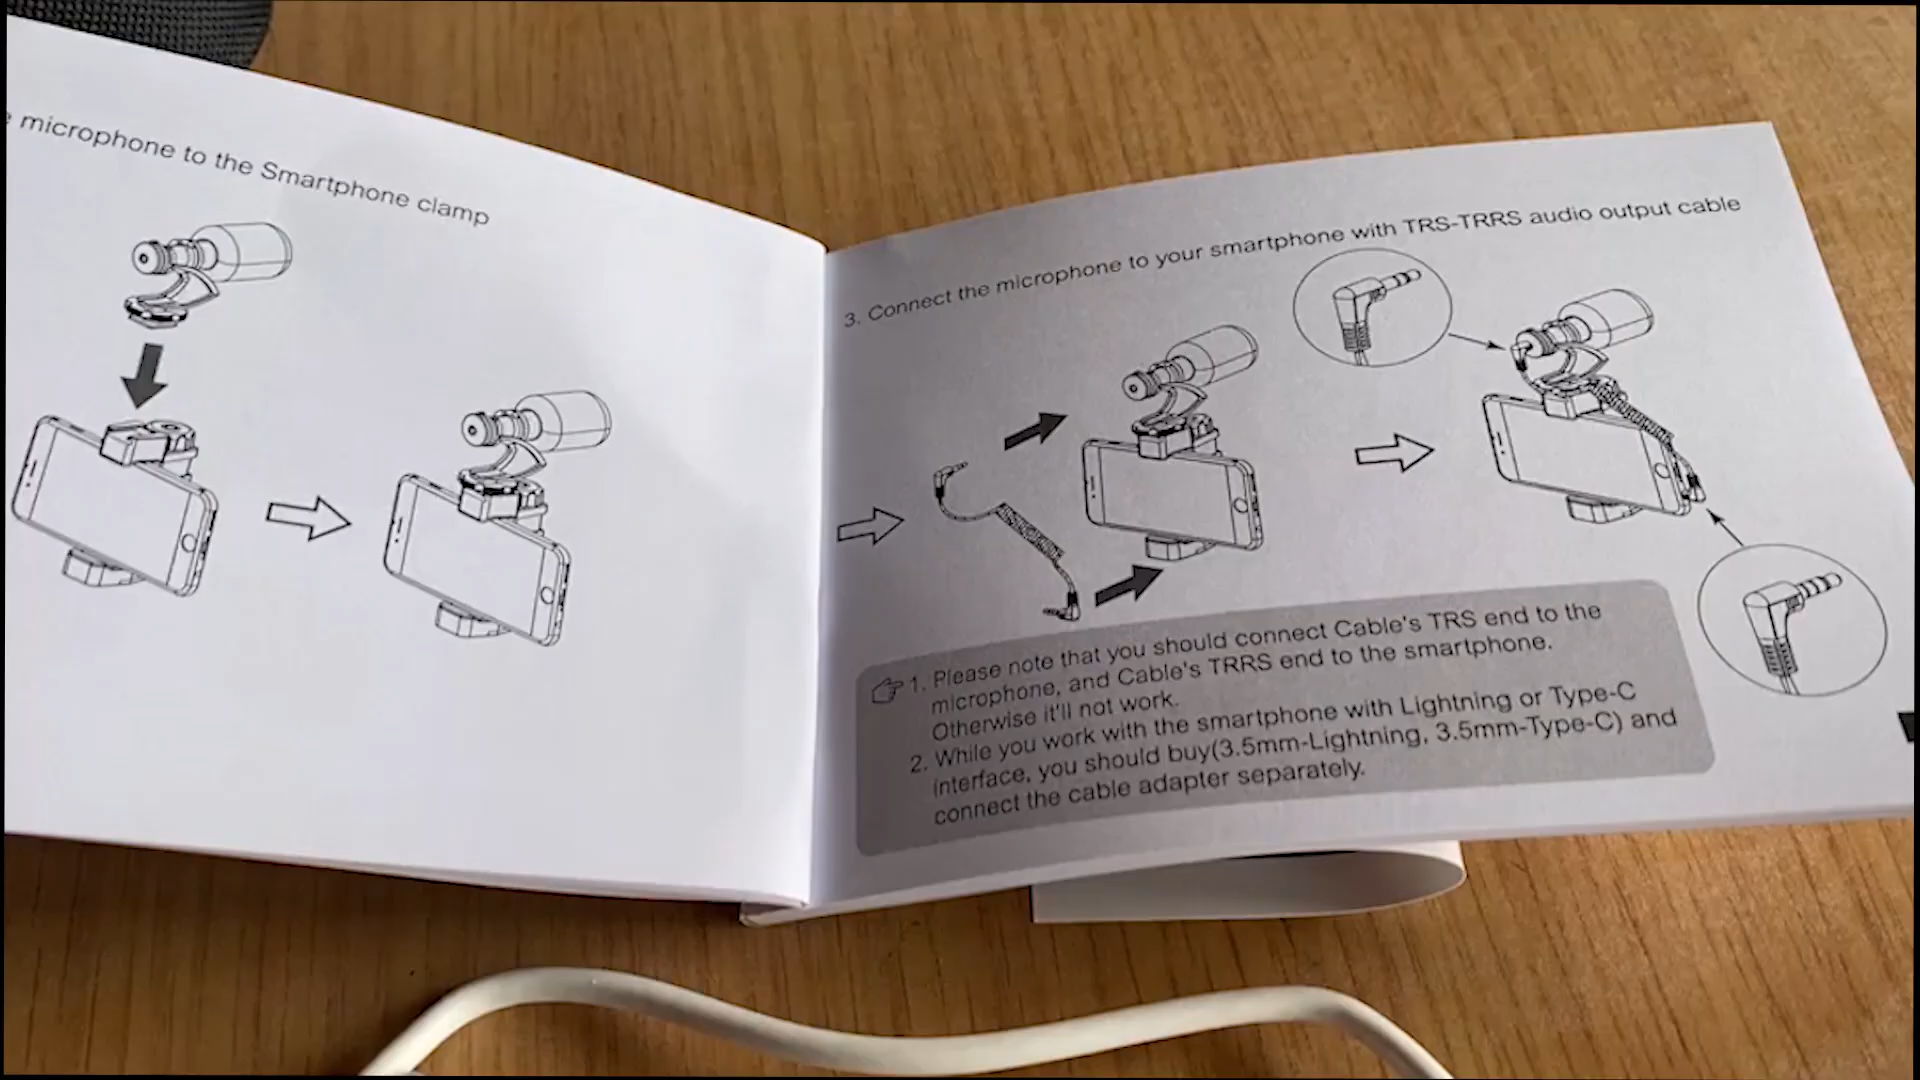 microphone to the Smartphone clamp
3. Connect the microphone to your smartphone with TRS-TRRS audio output cable
1. Please note that you should connect Cable's TRS end to the
microphone, and Cable's TRRS end to the smartphone.
Otherwise it'll not work.
2. While you work with the smartphone with Lightning or Type-C
interface, you should buy(3.5mm-Lightning, 3.5mm-Type-C) and
connect the cable adapter separately.